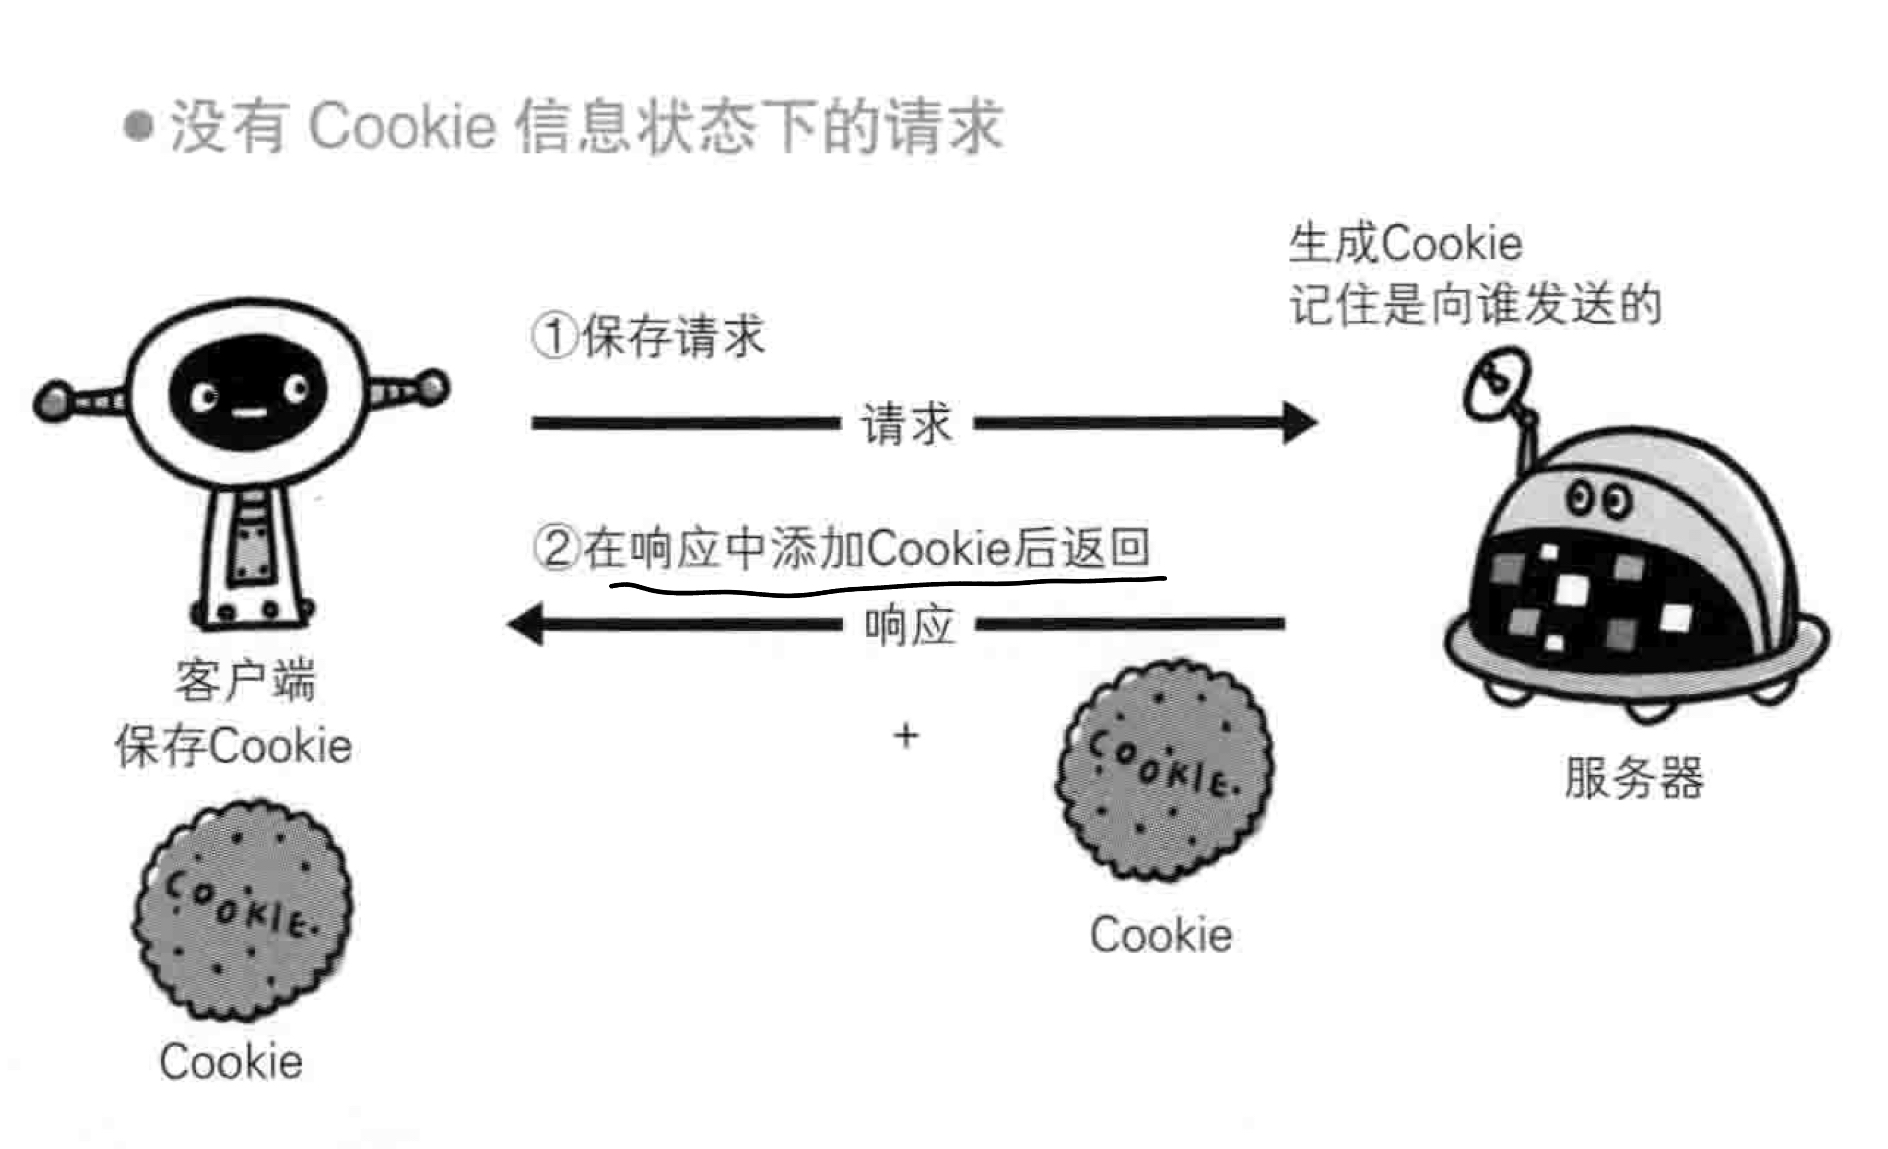 ●没有 Cookie 信息状态下的请求
生成Cookie
记住是向谁发送的
①保存请求
请求
②在响应中添加Cookie后返回
响应
客户端
保存Cookie
+
COOKIE.
Cookie
服务器
COOKIE.
Cookie